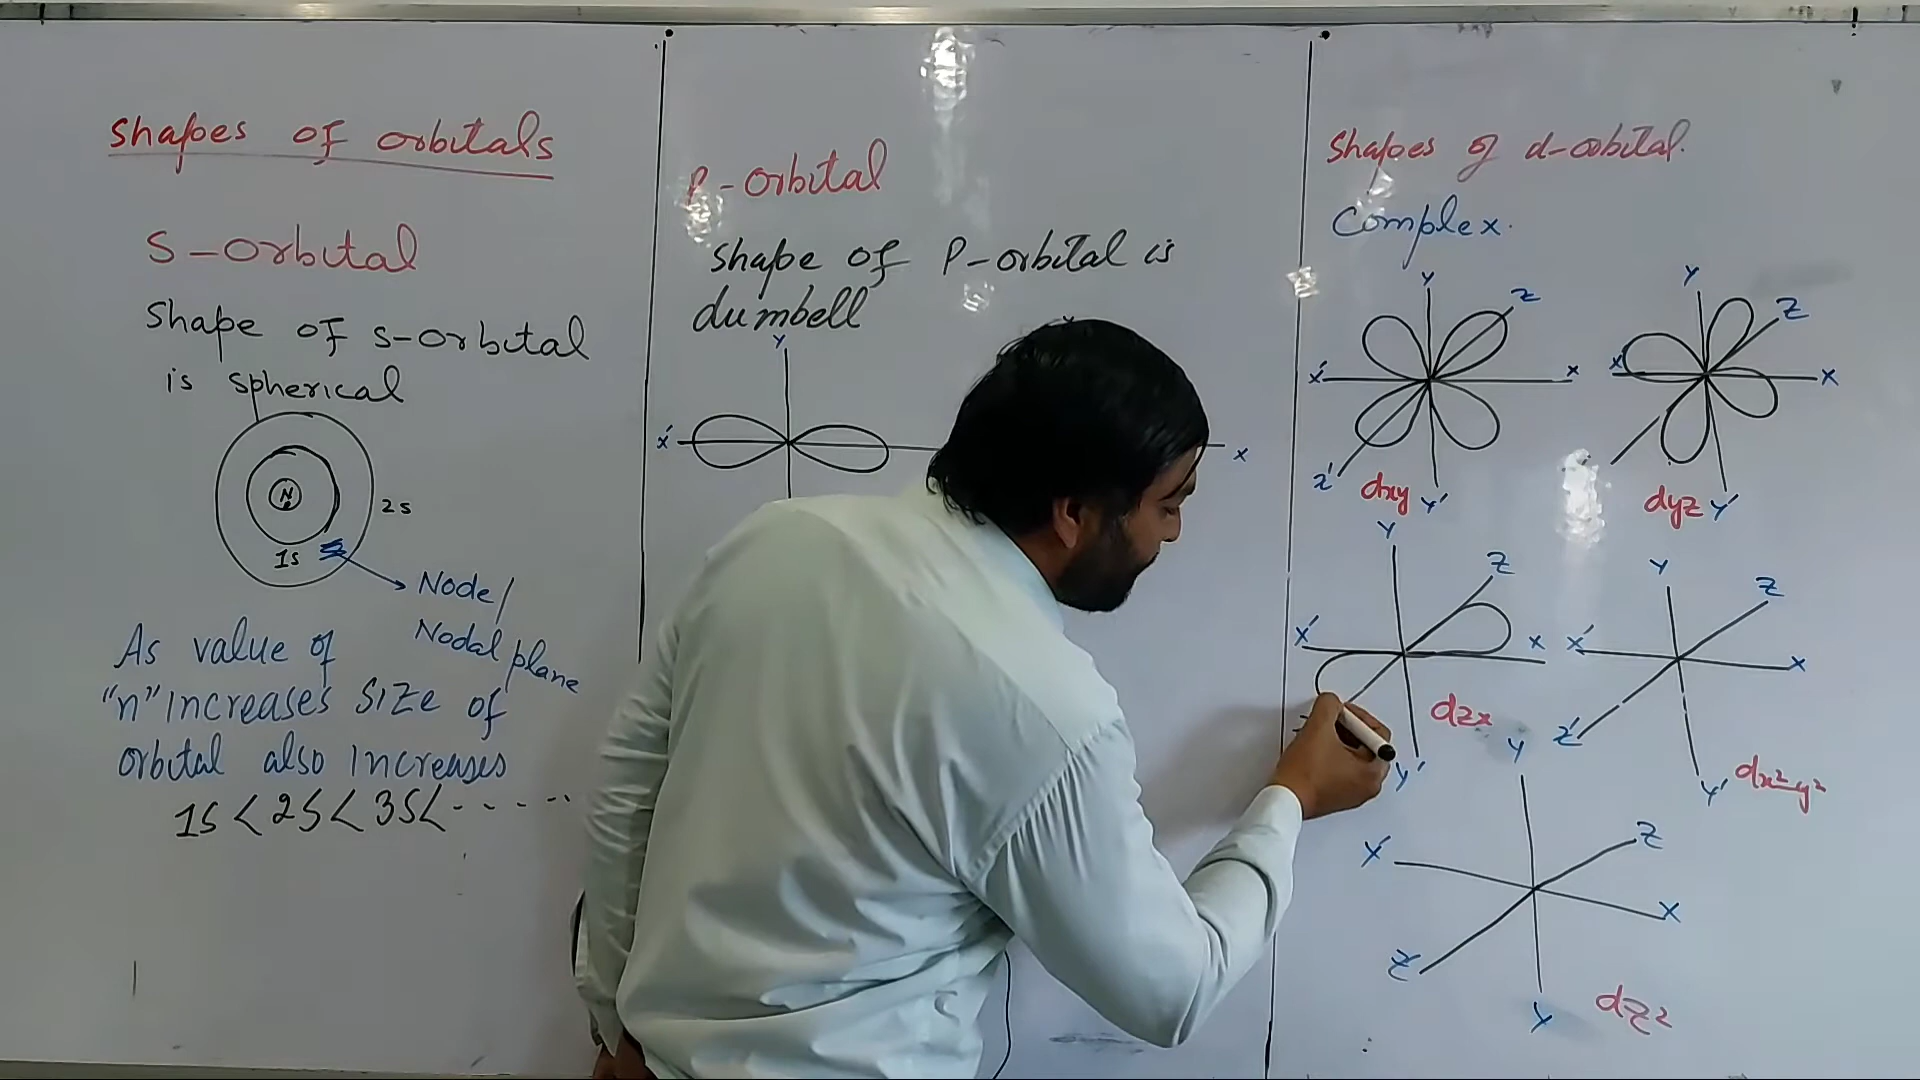 Shapes of orbitals
S-orbital
Shape of s-orbital
is spherical
N
2s
1s
Node/
Nodal plane
As value of
"n" increases size of
orbital also increases
1s < 2s < 3s < - - - - -
P-orbital
shape of P-orbital is
dumbell
Y
x' x
Shapes of d-orbital.
Complex.
Y z
x' x
z' dxy Y'
Y Z
x X
dyz Y'
Y Z
x' x
dzx
Y'
Y Z
x' x
z'
Y' dx²y²
Y Z
X' X
Z'
Y' dz²